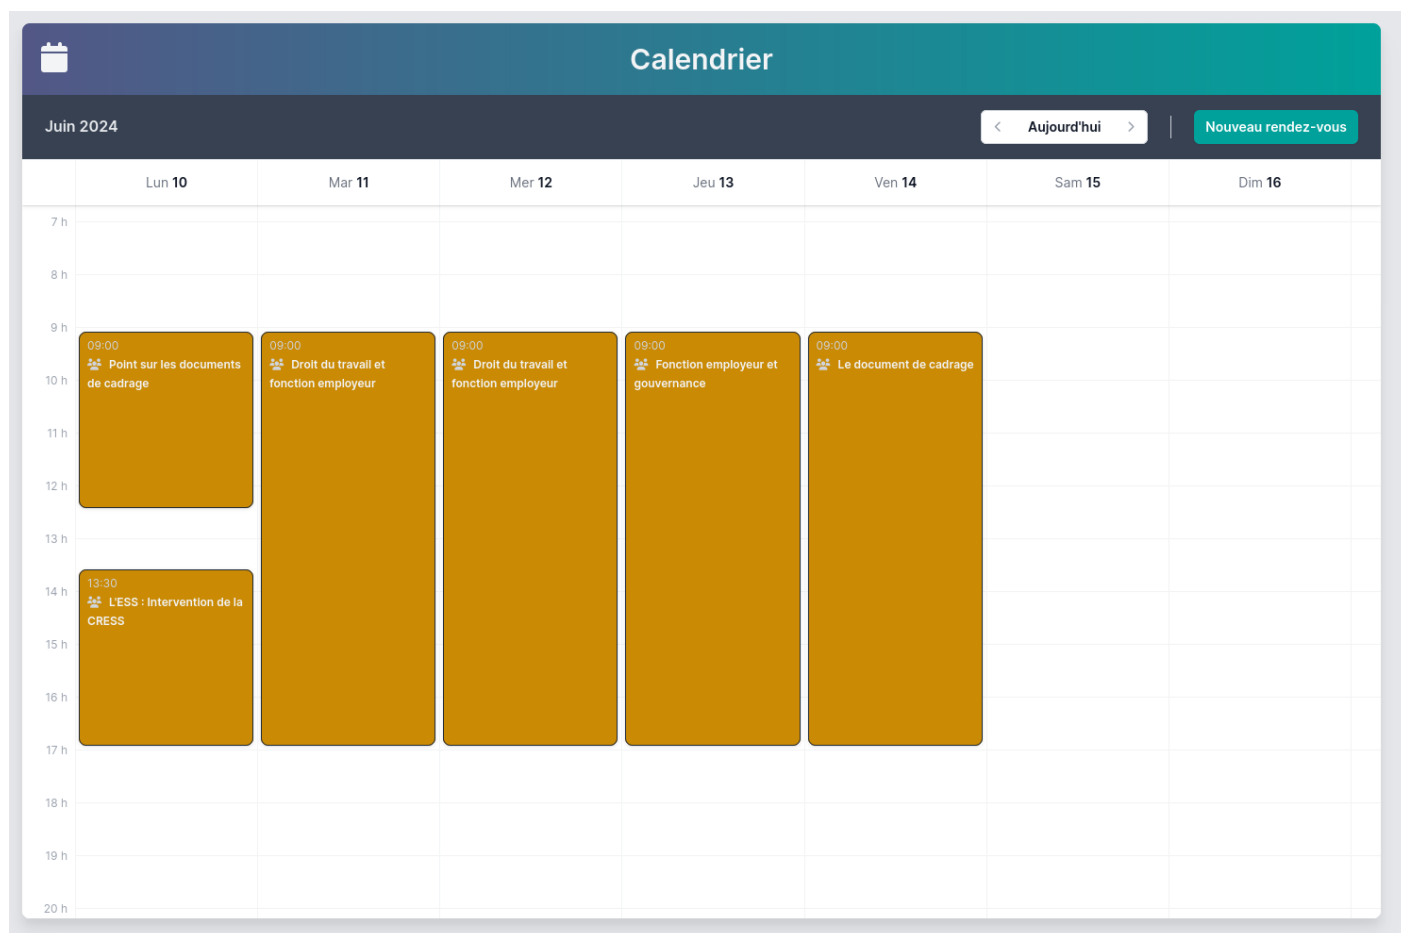 Calendrier
Juin 2024
Aujourd'hui
Nouveau rendez-vous
Lun 10
Mar 11
Mer 12
Jeu 13
Ven 14
Sam 15
Dim 16
7 h
8 h
9 h
10 h
11 h
12 h
13 h
14 h
15 h
16 h
17 h
18 h
19 h
20 h
09:00
Point sur les documents
de cadrage
13:30
L'ESS : Intervention de la
CRESS
09:00
Droit du travail et
fonction employeur
09:00
Droit du travail et
fonction employeur
09:00
Fonction employeur et
gouvernance
09:00
Le document de cadrage